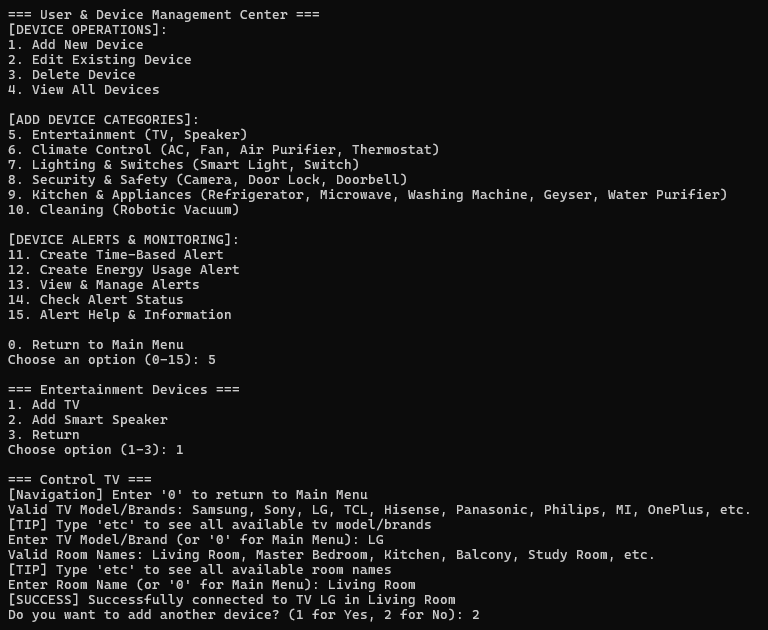 === User & Device Management Center ===
[DEVICE OPERATIONS]:
1. Add New Device
2. Edit Existing Device
3. Delete Device
4. View All Devices
[ADD DEVICE CATEGORIES]:
5. Entertainment (TV, Speaker)
6. Climate Control (AC, Fan, Air Purifier, Thermostat)
7. Lighting & Switches (Smart Light, Switch)
8. Security & Safety (Camera, Door Lock, Doorbell)
9. Kitchen & Appliances (Refrigerator, Microwave, Washing Machine, Geyser, Water Purifier)
10. Cleaning (Robotic Vacuum)
[DEVICE ALERTS & MONITORING]:
11. Create Time-Based Alert
12. Create Energy Usage Alert
13. View & Manage Alerts
14. Check Alert Status
15. Alert Help & Information
0. Return to Main Menu
Choose an option (0-15): 5
=== Entertainment Devices ===
1. Add TV
2. Add Smart Speaker
3. Return
Choose option (1-3): 1
=== Control TV ===
[Navigation] Enter '0' to return to Main Menu
Valid TV Model/Brands: Samsung, Sony, LG, TCL, Hisense, Panasonic, Philips, MI, OnePlus, etc.
[TIP] Type 'etc' to see all available tv model/brands
Enter TV Model/Brand (or '0' for Main Menu): LG
Valid Room Names: Living Room, Master Bedroom, Kitchen, Balcony, Study Room, etc.
[TIP] Type 'etc' to see all available room names
Enter Room Name (or '0' for Main Menu): Living Room
[SUCCESS] Successfully connected to TV LG in Living Room
Do you want to add another device? (1 for Yes, 2 for No): 2